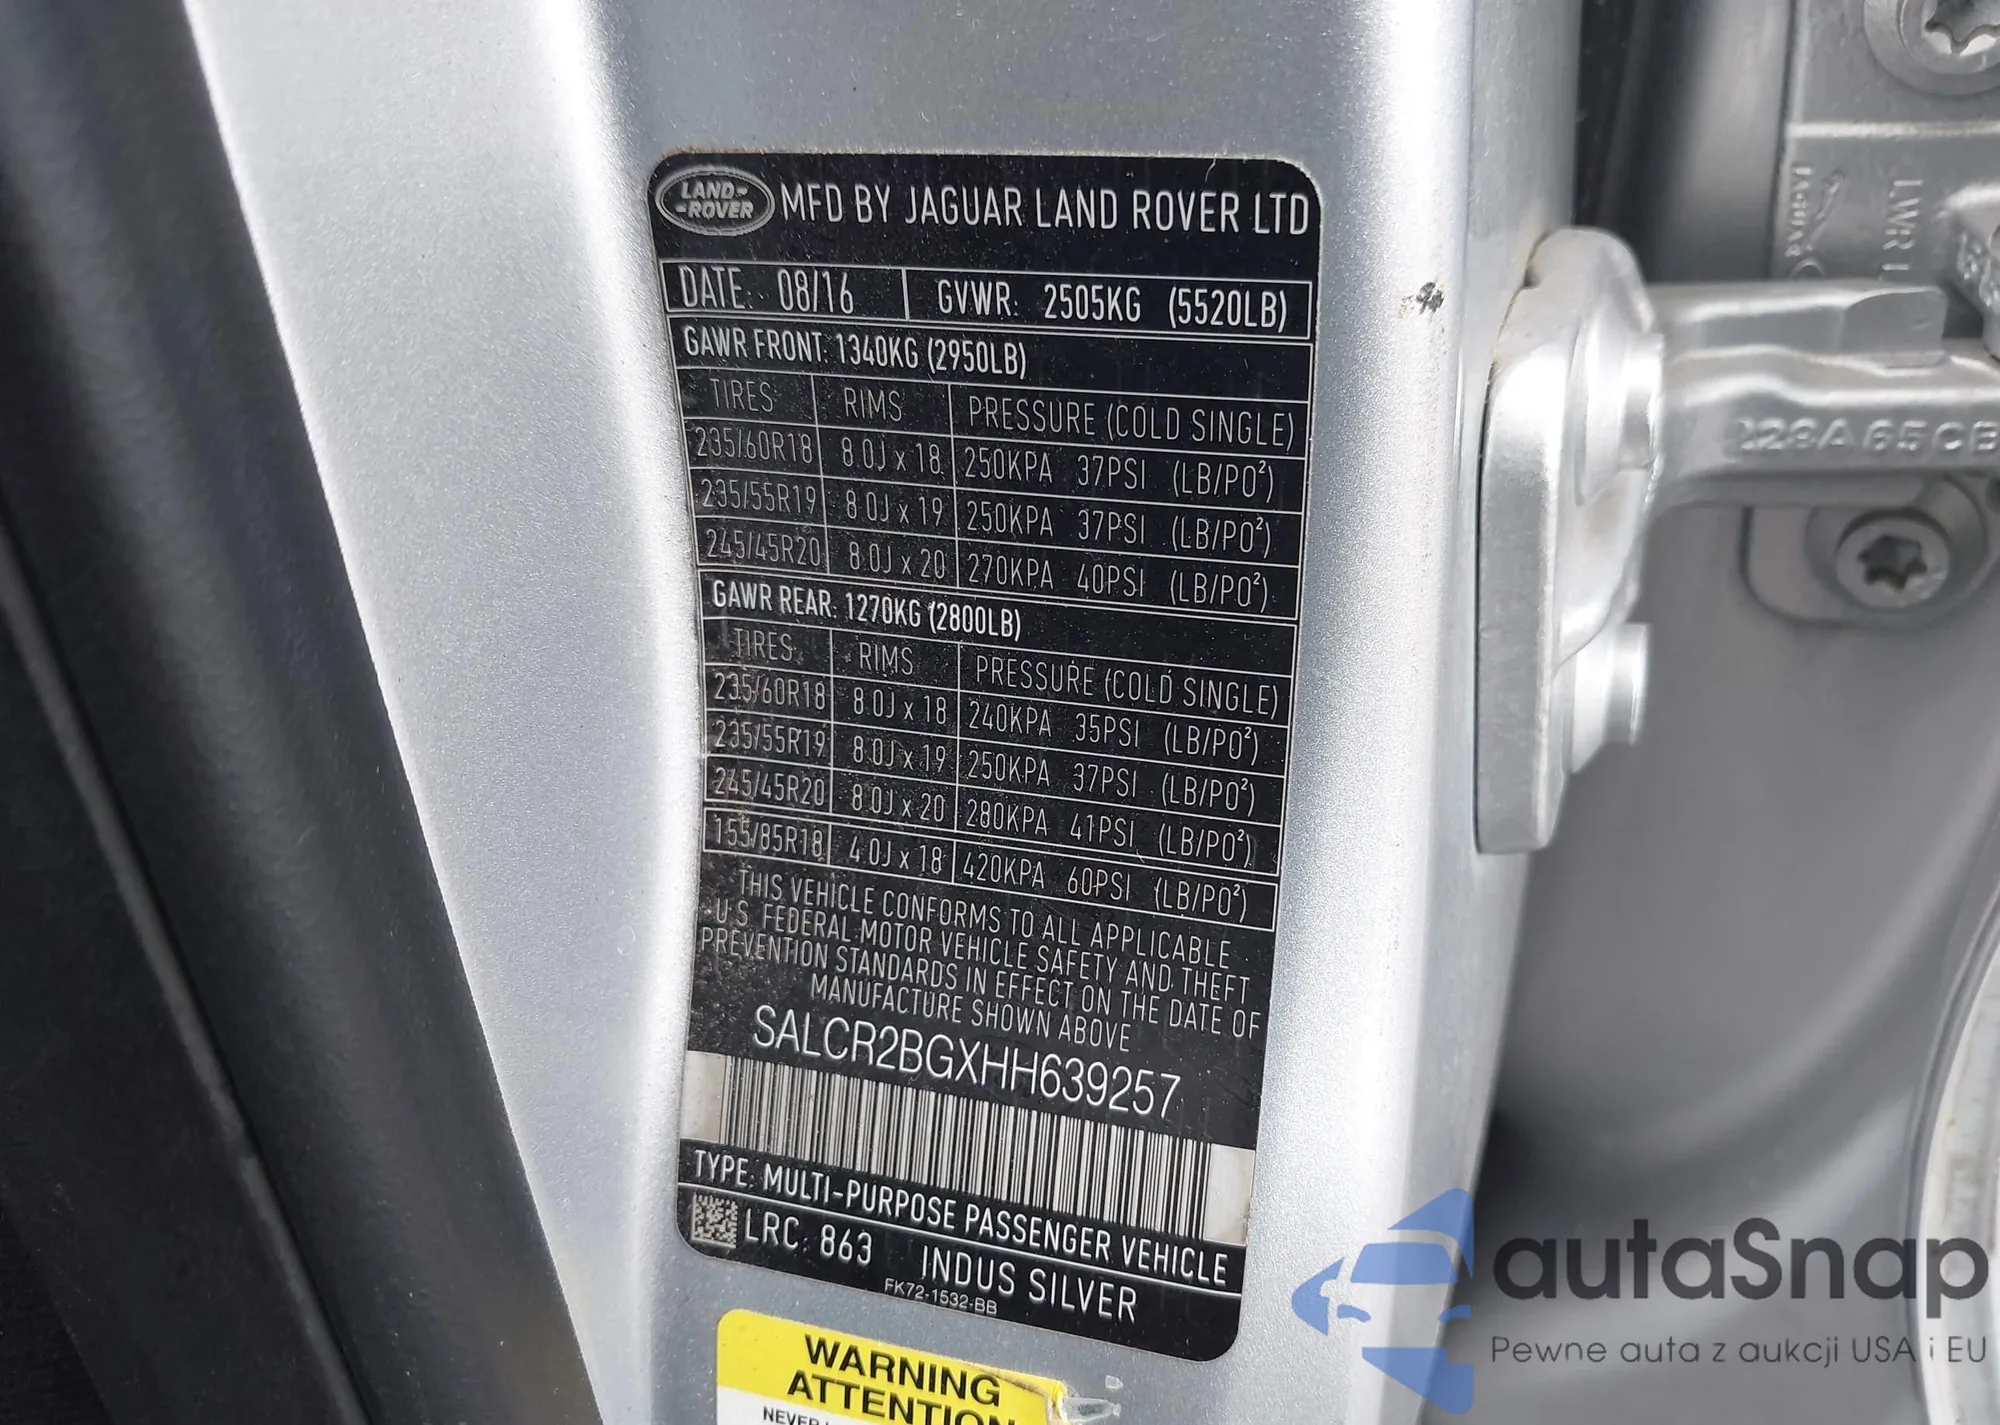 LAND-
-ROVER
MFD BY JAGUAR LAND ROVER LTD
DATE: 08/16 GVWR: 2505KG (5520LB)
GAWR FRONT: 1340KG (2950LB)
TIRES RIMS PRESSURE (COLD SINGLE)
235/60R18 8.0J x 18 250KPA 37PSI (LB/PO²)
235/55R19 8.0J x 19 250KPA 37PSI (LB/PO²)
245/45R20 8.0J x 20 270KPA 40PSI (LB/PO²)
GAWR REAR: 1270KG (2800LB)
TIRES RIMS PRESSURE (COLD SINGLE)
235/60R18 8.0J x 18 240KPA 35PSI (LB/PO²)
235/55R19 8.0J x 19 250KPA 37PSI (LB/PO²)
245/45R20 8.0J x 20 280KPA 41PSI (LB/PO²)
155/85R18 4.0J x 18 420KPA 60PSI (LB/PO²)
THIS VEHICLE CONFORMS TO ALL APPLICABLE
U.S. FEDERAL MOTOR VEHICLE SAFETY AND THEFT
PREVENTION STANDARDS IN EFFECT ON THE DATE OF
MANUFACTURE SHOWN ABOVE
SALCR2BGXHH639257
TYPE: MULTI-PURPOSE PASSENGER VEHICLE
LRC: 863 INDUS SILVER
FK72-1532-BB
WARNING
ATTENTION
NEVER
JAGUAR
LWR
128A65CB
autaSnap
Pewne auta z aukcji USA i EU